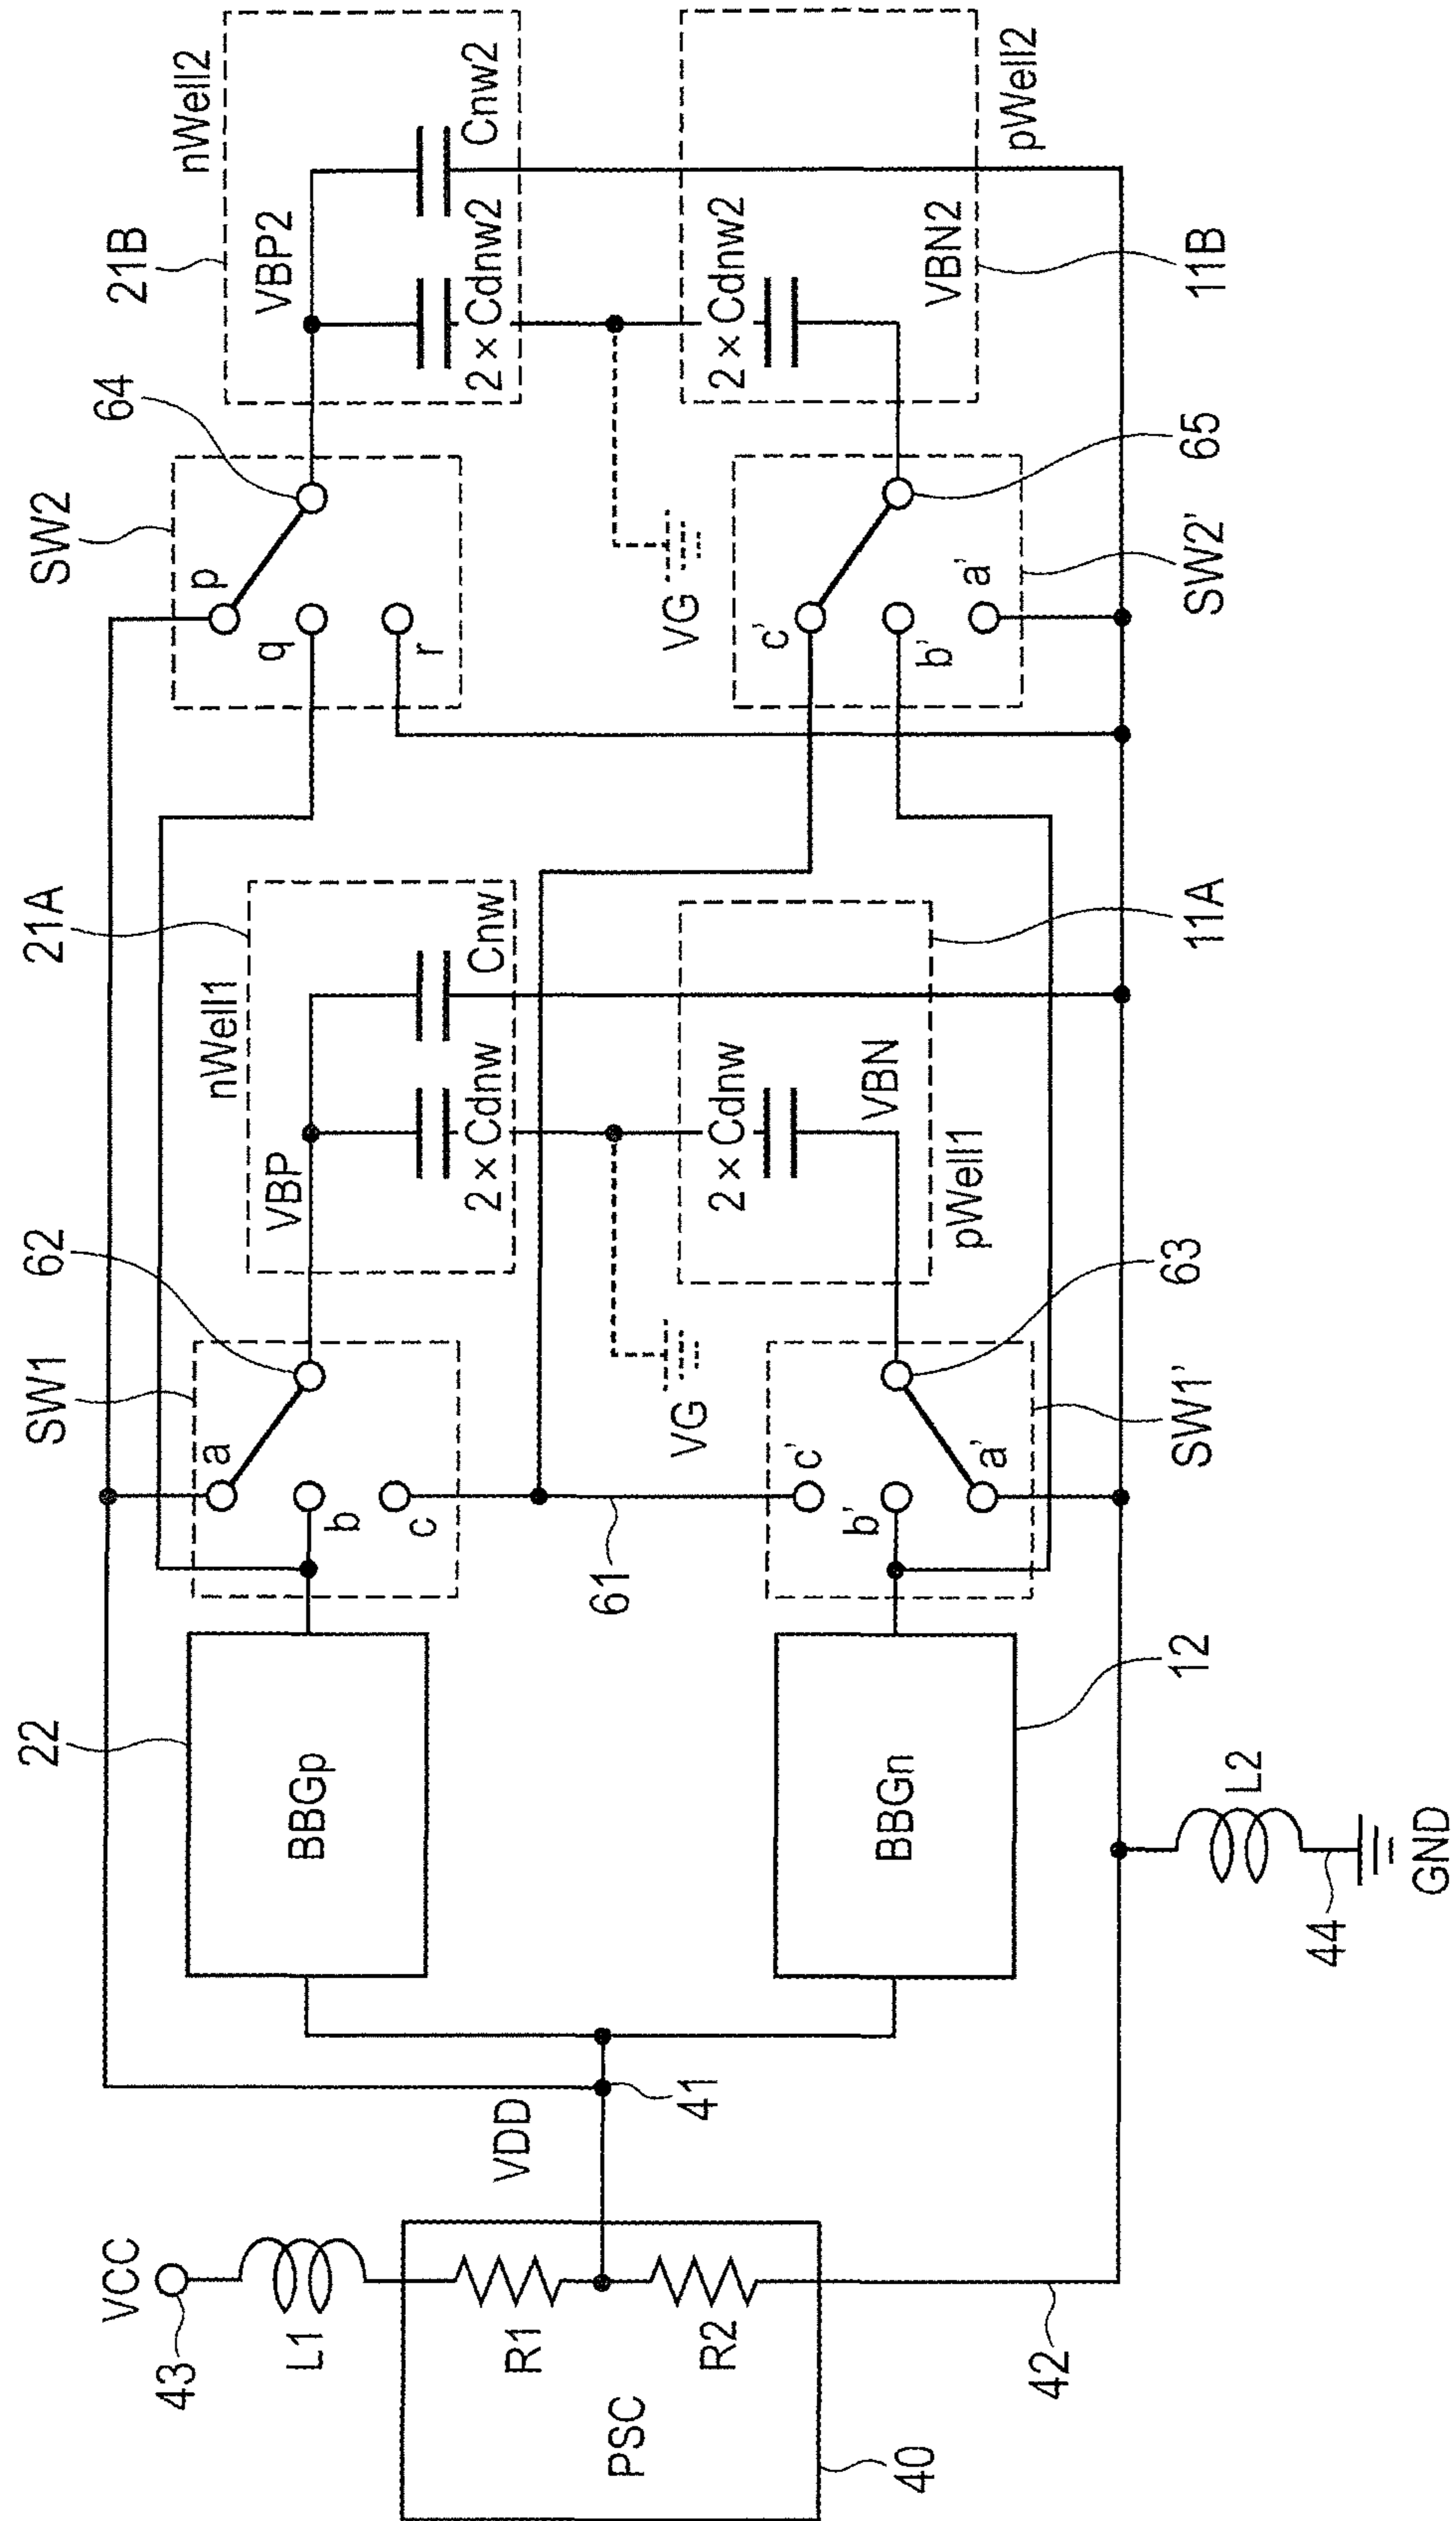 VCC
43
L1
R1
R2
PSC
40
42
VDD
41
22
BBGp
BBGn
12
L2
44
GND
SW1
62
a
b
c
61
c'
b'
a'
63
SW1'
21A
nWell1
VBP
Cnw
2×Cdnw
VG
2×Cdnw
VBN
pWell1
11A
SW2
64
p
q
r
c'
b'
a'
65
SW2'
21B
nWell2
VBP2
Cnw2
2×Cdnw2
VG
2×Cdnw2
VBN2
pWell2
11B